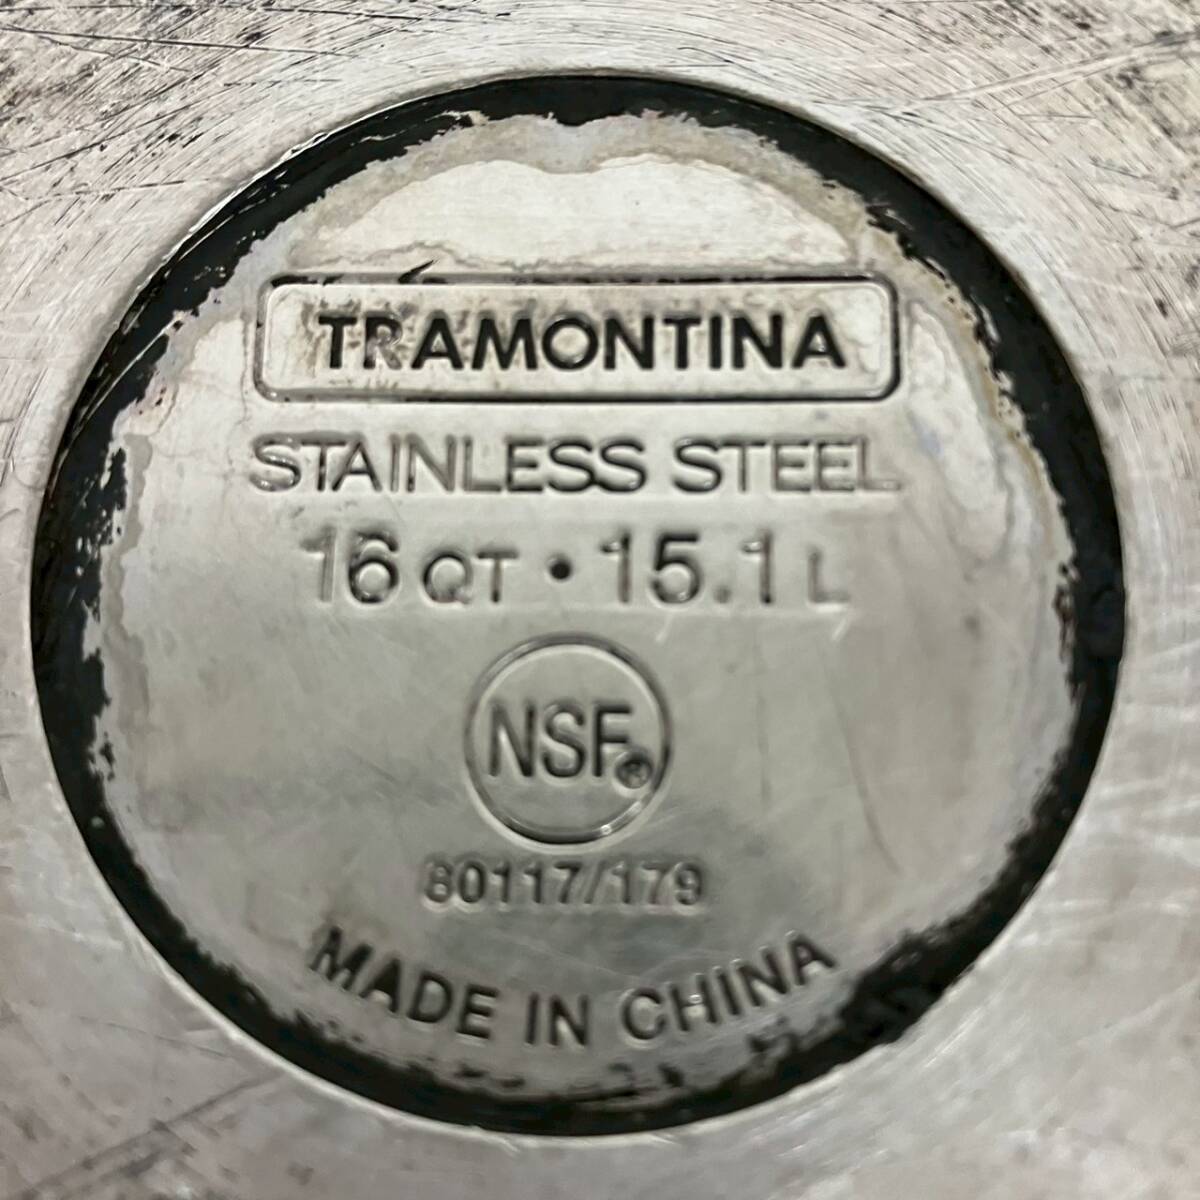 TRAMONTINA
STAINLESS STEEL
16 QT • 15.1 L
NSF®
80117/179
MADE IN CHINA